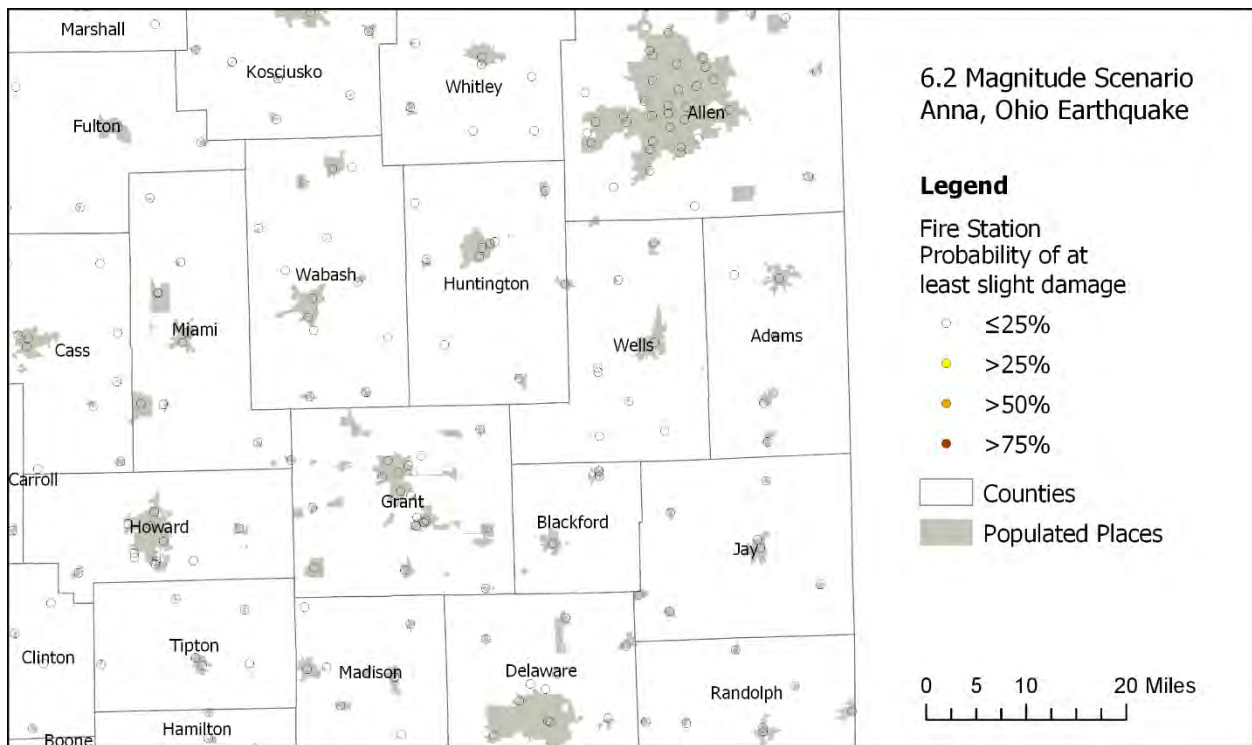 Marshall
Kosciusko
Whitley
Allen
Fulton
Wabash
Huntington
Cass
Miami
Wells
Adams
Carroll
Howard
Grant
Blackford
Jay
Clinton
Tipton
Madison
Delaware
Randolph
Hamilton
Boone
6.2 Magnitude Scenario
Anna, Ohio Earthquake
Legend
Fire Station
Probability of at
least slight damage
≤25%
>25%
>50%
>75%
Counties
Populated Places
0 5 10 20 Miles